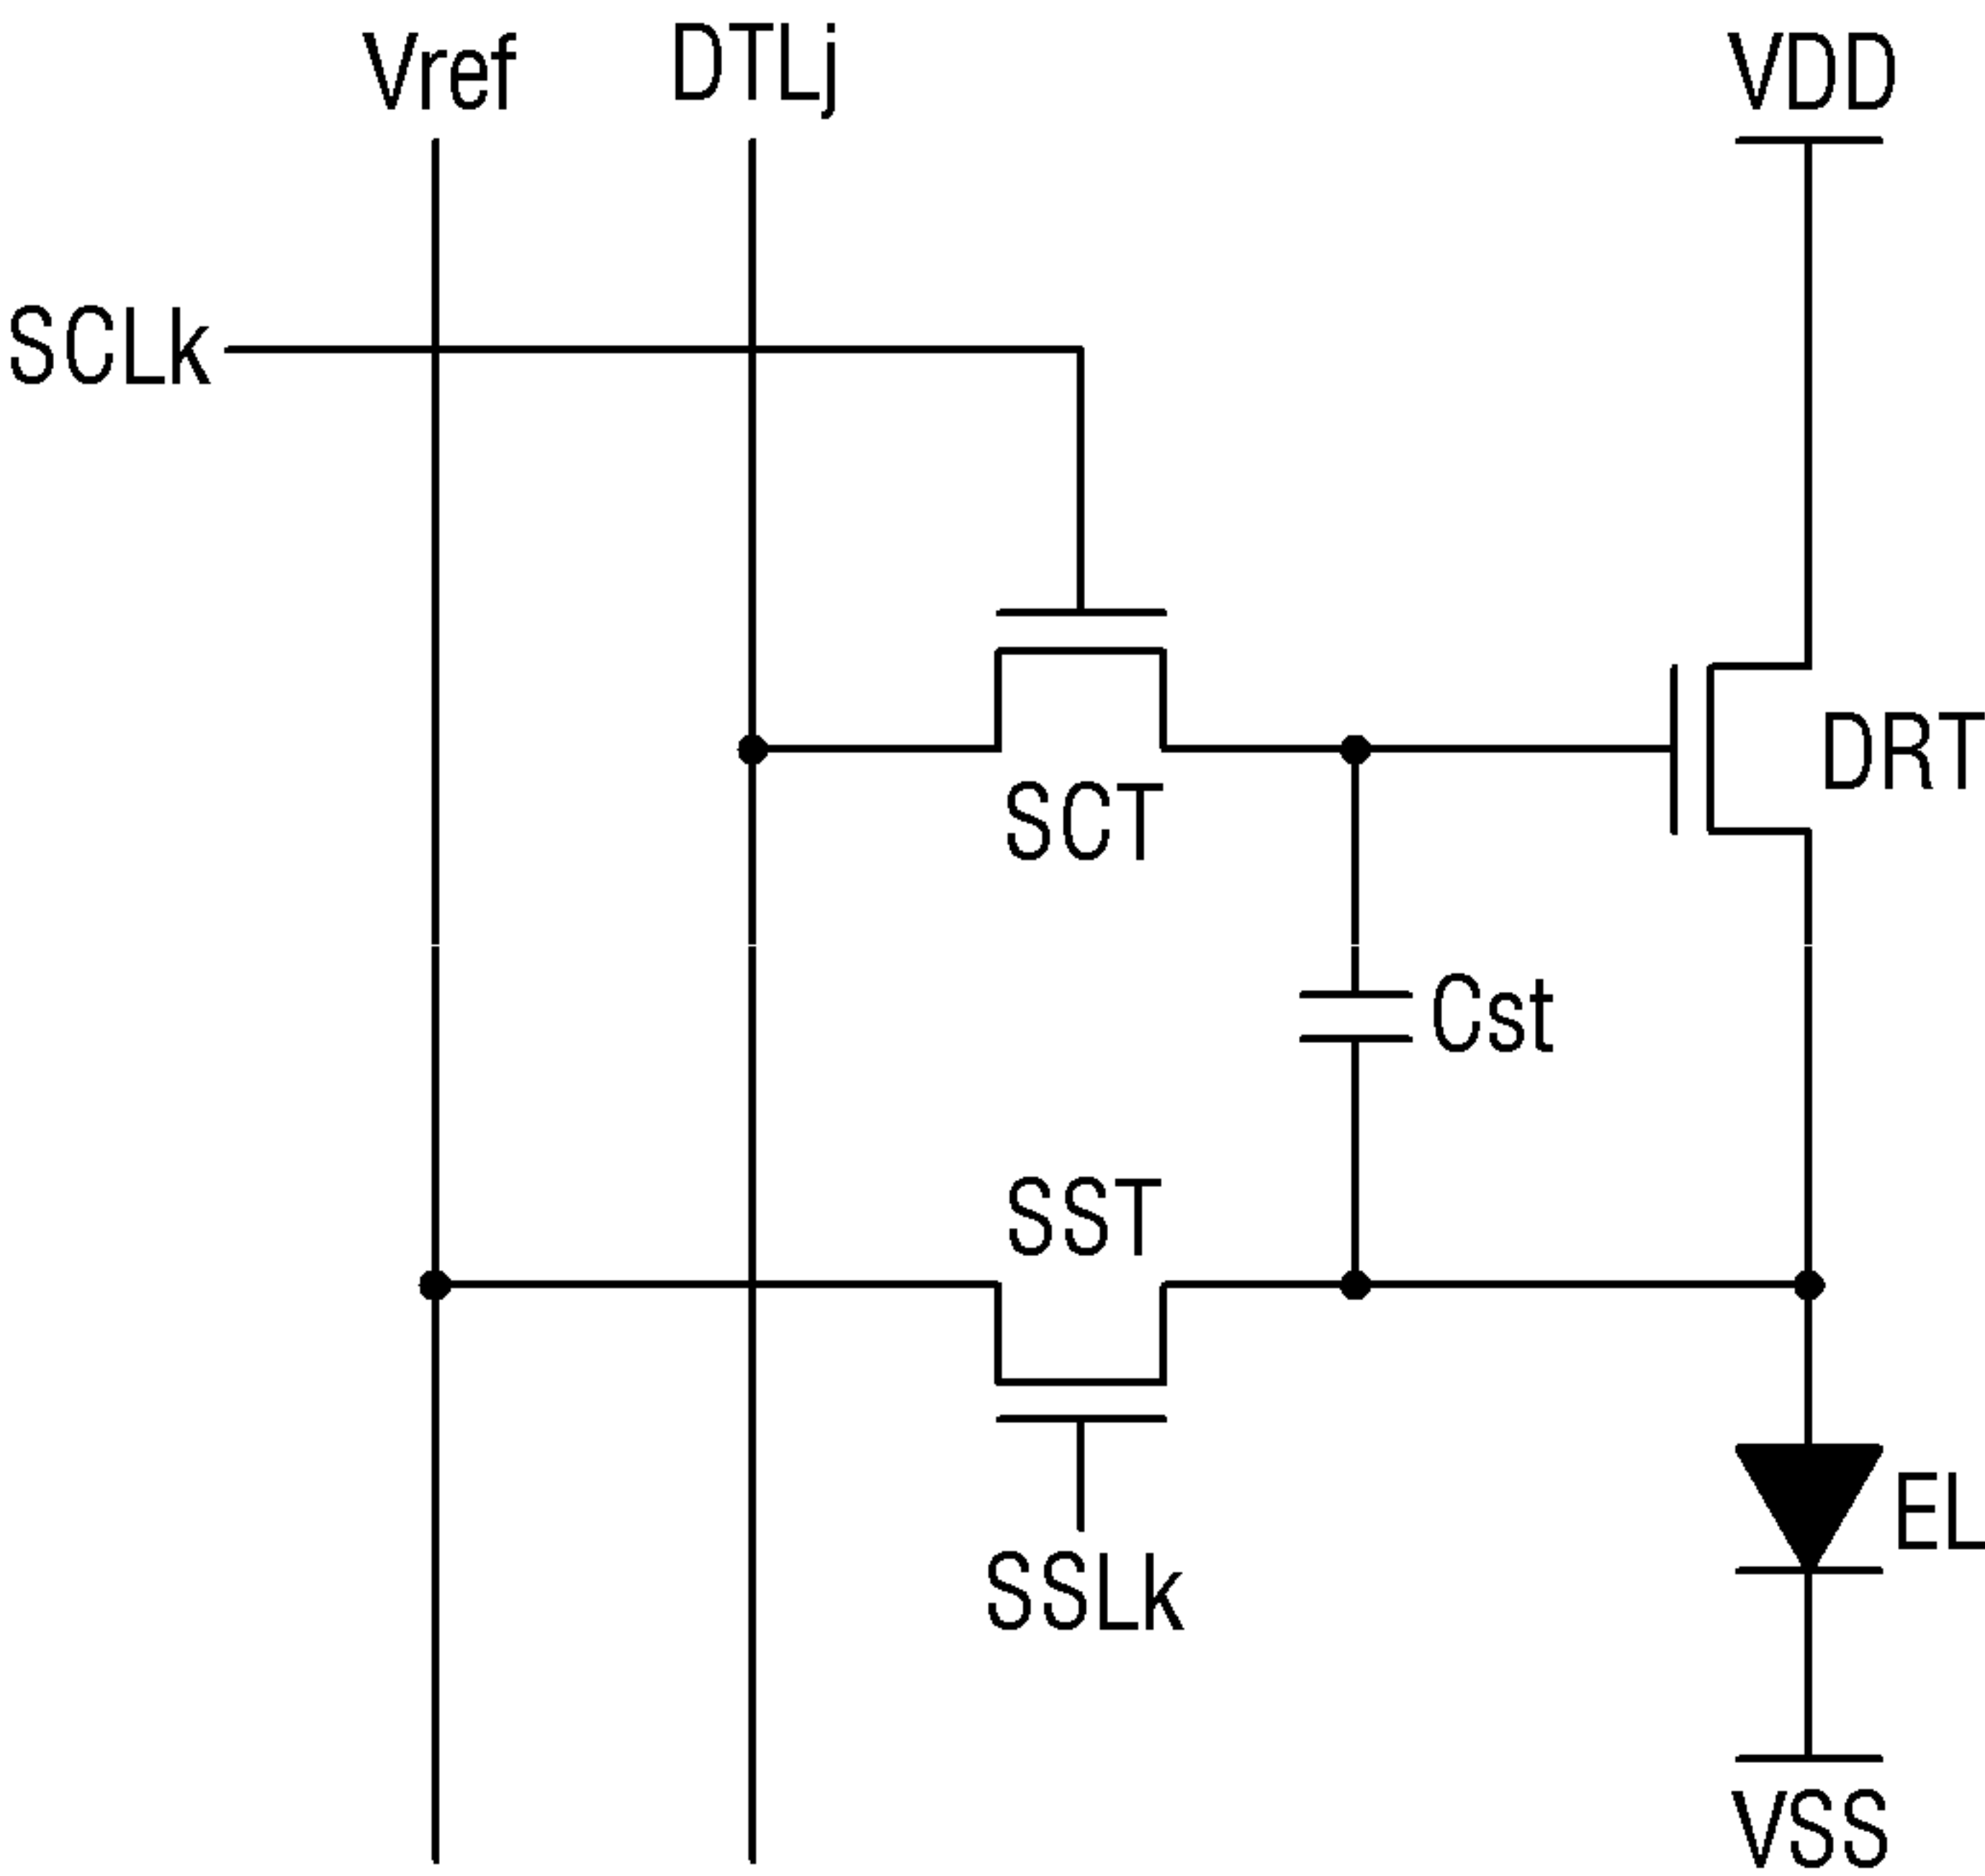 Vref
DTLj
VDD
SCLk
DRT
SCT
Cst
SST
EL
SSLk
VSS